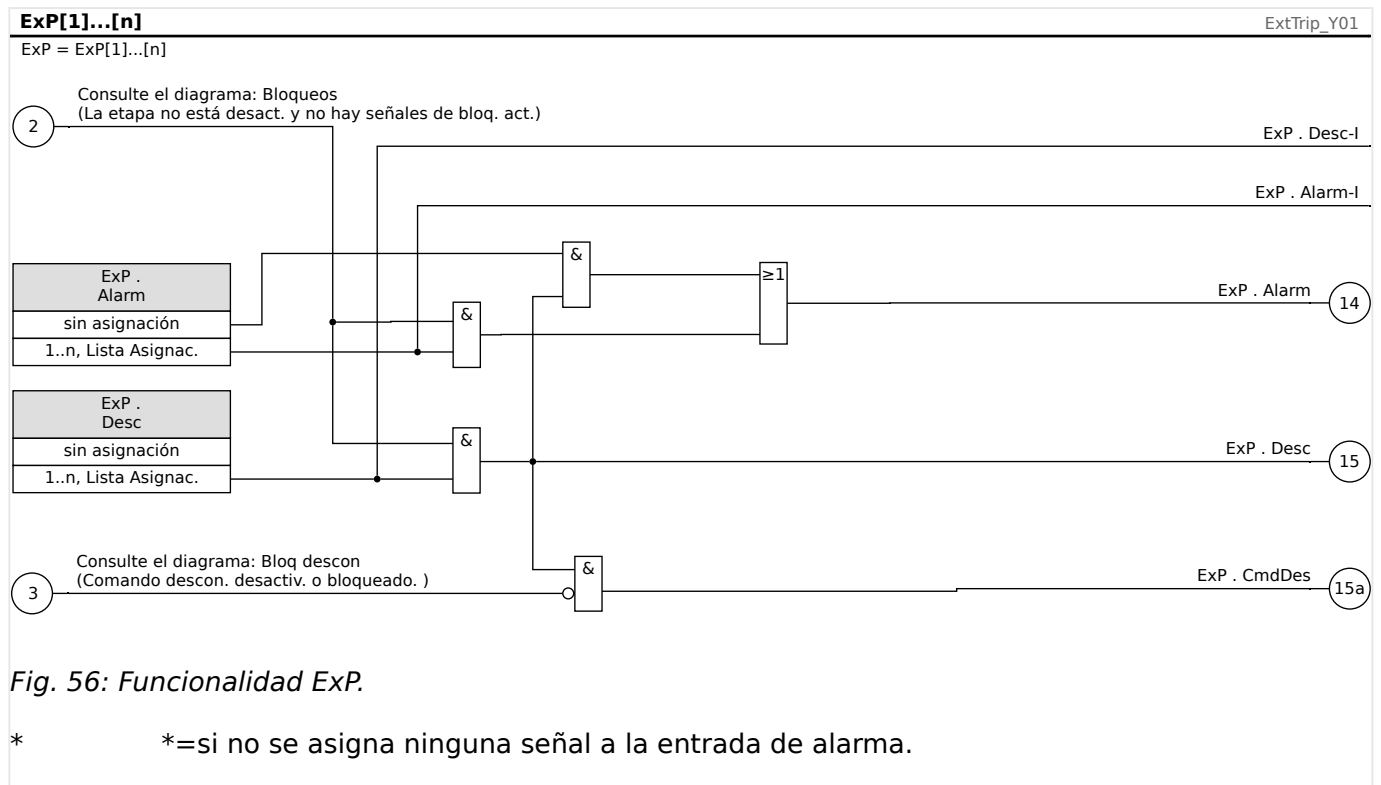 ExP[1]...[n]
ExtTrip_Y01
ExP = ExP[1]...[n]
Consulte el diagrama: Bloqueos
(La etapa no está desact. y no hay señales de bloq. act.)
2
ExP . Desc-I
ExP . Alarm-I
&
ExP .
Alarm
≥1
ExP . Alarm
14
sin asignación
&
1..n, Lista Asignac.
ExP .
Desc
&
sin asignación
ExP . Desc
15
1..n, Lista Asignac.
Consulte el diagrama: Bloq descon
(Comando descon. desactiv. o bloqueado. )
3
&
ExP . CmdDes
15a
Fig. 56: Funcionalidad ExP.
* *=si no se asigna ninguna señal a la entrada de alarma.